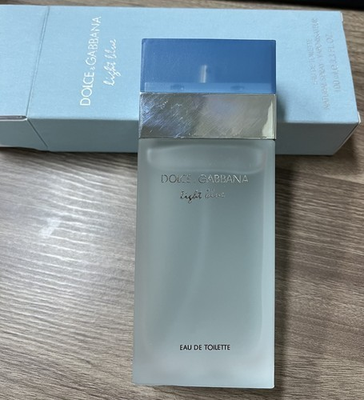 DOLCE & GABBANA
light blue
DOLCE & GABBANA
light blue
EAU DE TOILETTE